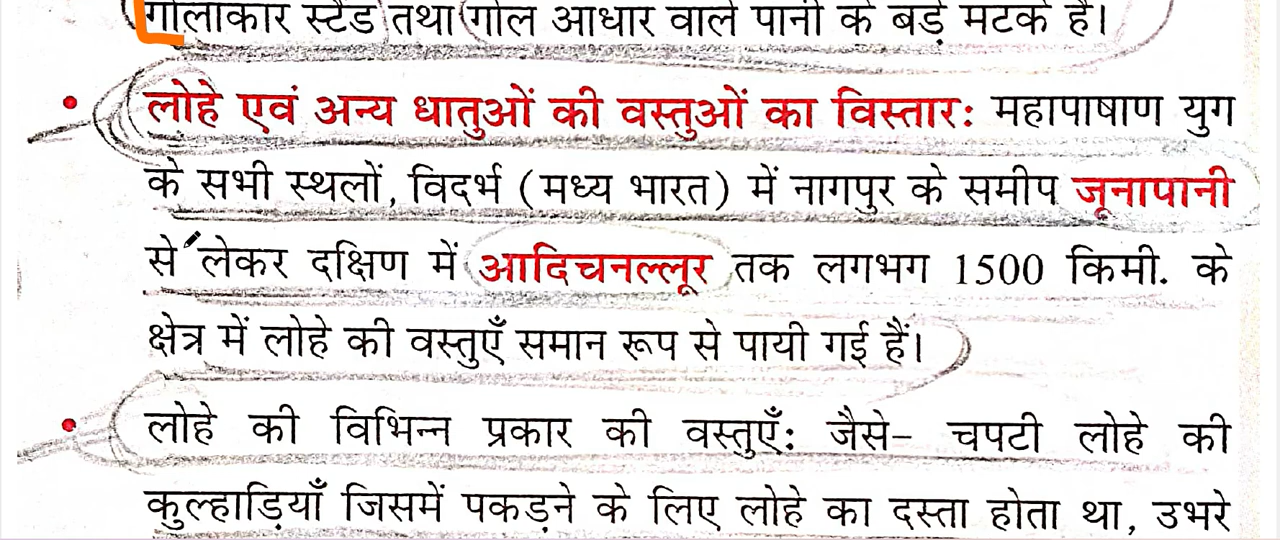 गोलाकार स्टैंड तथा गोल आधार वाले पानी के बड़े मटके हैं।
• लोहे एवं अन्य धातुओं की वस्तुओं का विस्तार: महापाषाण युग
के सभी स्थलों, विदर्भ (मध्य भारत) में नागपुर के समीप जूनापानी
से लेकर दक्षिण में आदिचनल्लूर तक लगभग 1500 किमी. के
क्षेत्र में लोहे की वस्तुएँ समान रूप से पायी गई हैं।
• लोहे की विभिन्न प्रकार की वस्तुएँ: जैसे– चपटी लोहे की
कुल्हाड़ियाँ जिसमें पकड़ने के लिए लोहे का दस्ता होता था, उभरे